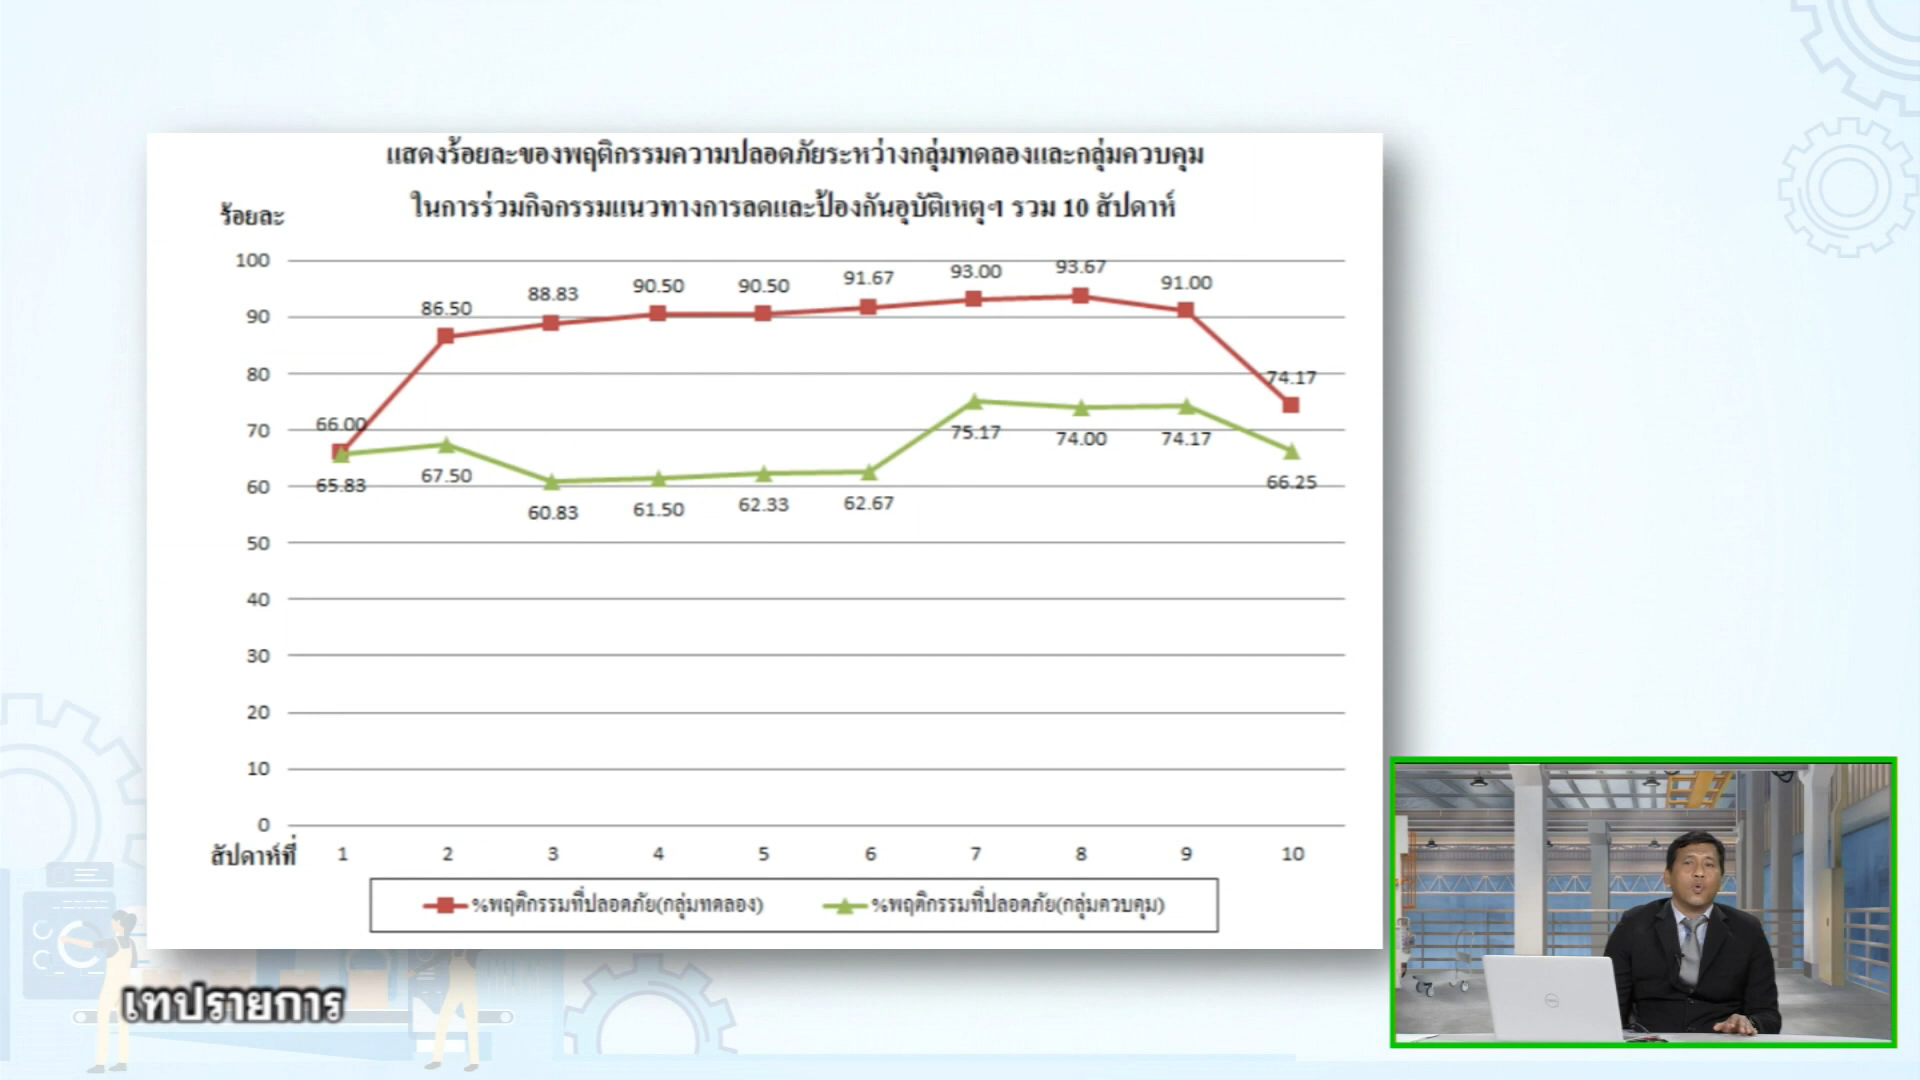 แสดงร้อยละของพฤติกรรมความปลอดภัยระหว่างกลุ่มทดลองและกลุ่มควบคุม
ในการร่วมกิจกรรมแนวทางการลดและป้องกันอุบัติเหตุฯ รวม 10 สัปดาห์
ร้อยละ
100
90
80
70
60
50
40
30
20
10
0
66.00 86.50 88.83 90.50 90.50 91.67 93.00 93.67 91.00 74.17
65.83 67.50 60.83 61.50 62.33 62.67 75.17 74.00 74.17 66.25
สัปดาห์ที่ 1 2 3 4 5 6 7 8 9 10
%พฤติกรรมที่ปลอดภัย(กลุ่มทดลอง) %พฤติกรรมที่ปลอดภัย(กลุ่มควบคุม)
เทปรายการ